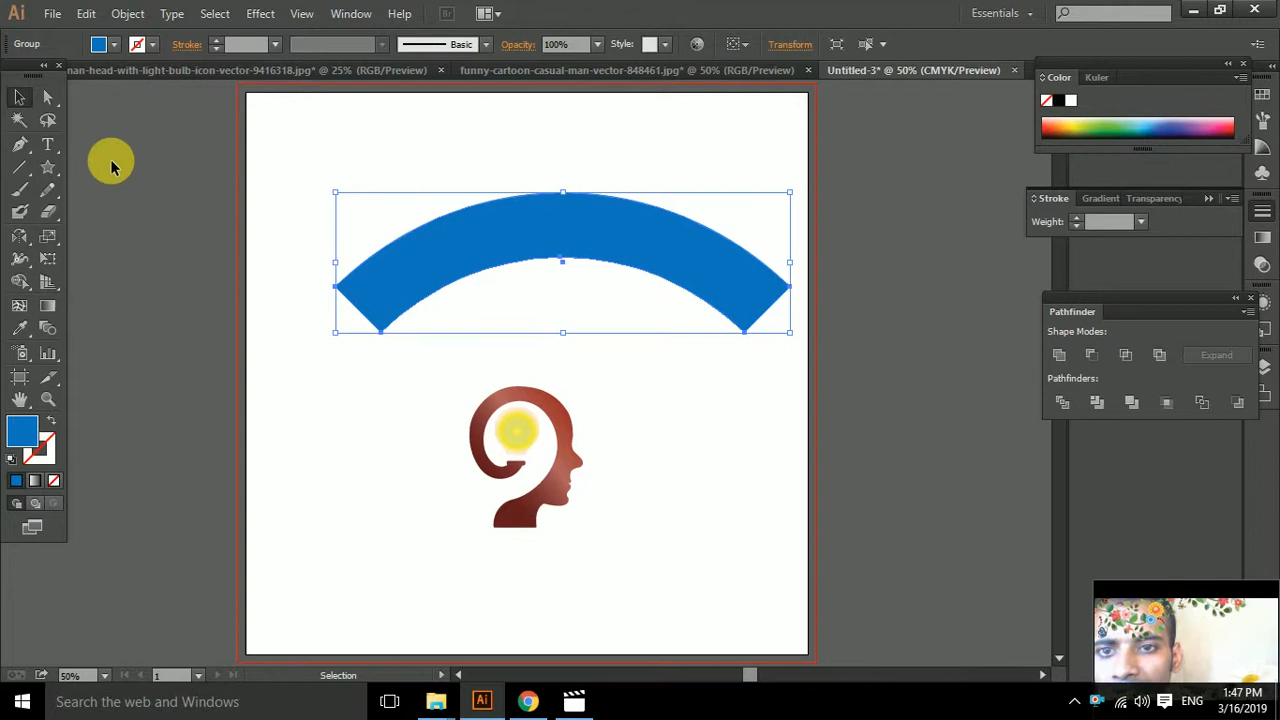 Ai File Edit Object Type Select Effect View Window Help Br Essentials
Group Stroke: Basic Opacity: 100% Style: Transform
nan-head-with-light-bulb-icon-vector-9416318.jpg* @ 25% (RGB/Preview) × funny-cartoon-casual-man-vector-848461.jpg* @ 50% (RGB/Preview) × Untitled-3* @ 50% (CMYK/Preview) ×
Color Kuler
Stroke Gradient Transparency
Weight:
Pathfinder
Shape Modes:
Expand
Pathfinders:
50% 1 Selection
Search the web and Windows Ai ENG 1:47 PM
3/16/2019